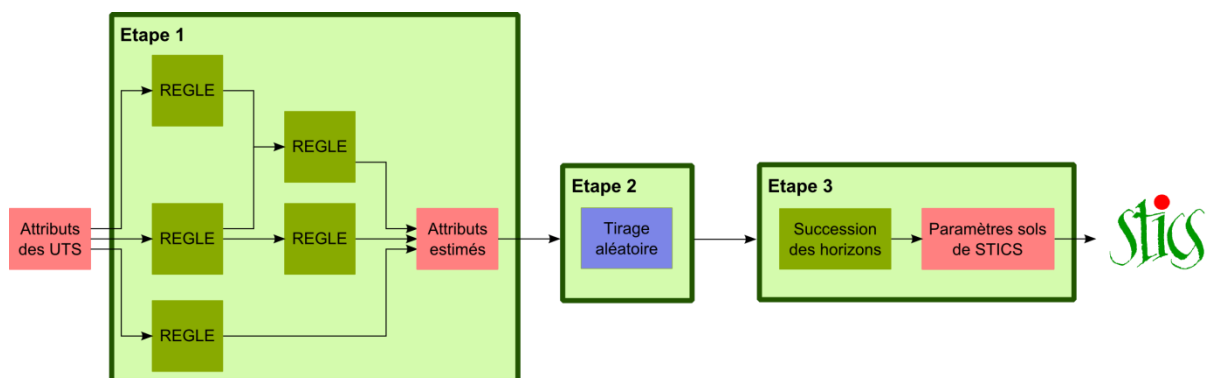 Etape 1
REGLE
REGLE
Attributs
des UTS
REGLE
REGLE
Attributs
estimés
REGLE
Etape 2
Tirage
aléatoire
Etape 3
Succession
des horizons
Paramètres sols
de STICS
stics